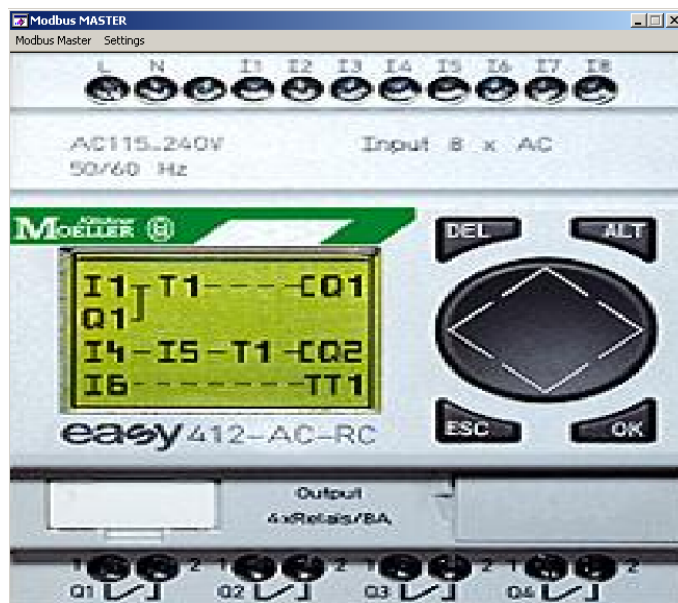 Modbus MASTER
Modbus Master Settings
L N I1 I2 I3 I4 I5 I6 I7 I8
AC115..240V Input 8 x AC
50/60 Hz
MOELLER
DEL ALT
I1 T1----CQ1
Q1
I4-I5-T1-CQ2
I6-------TT1
ESC OK
easy 412-AC-RC
Output
4xRelais/8A
1 2 1 2 1 2 1 2
Q1 Q2 Q3 Q4